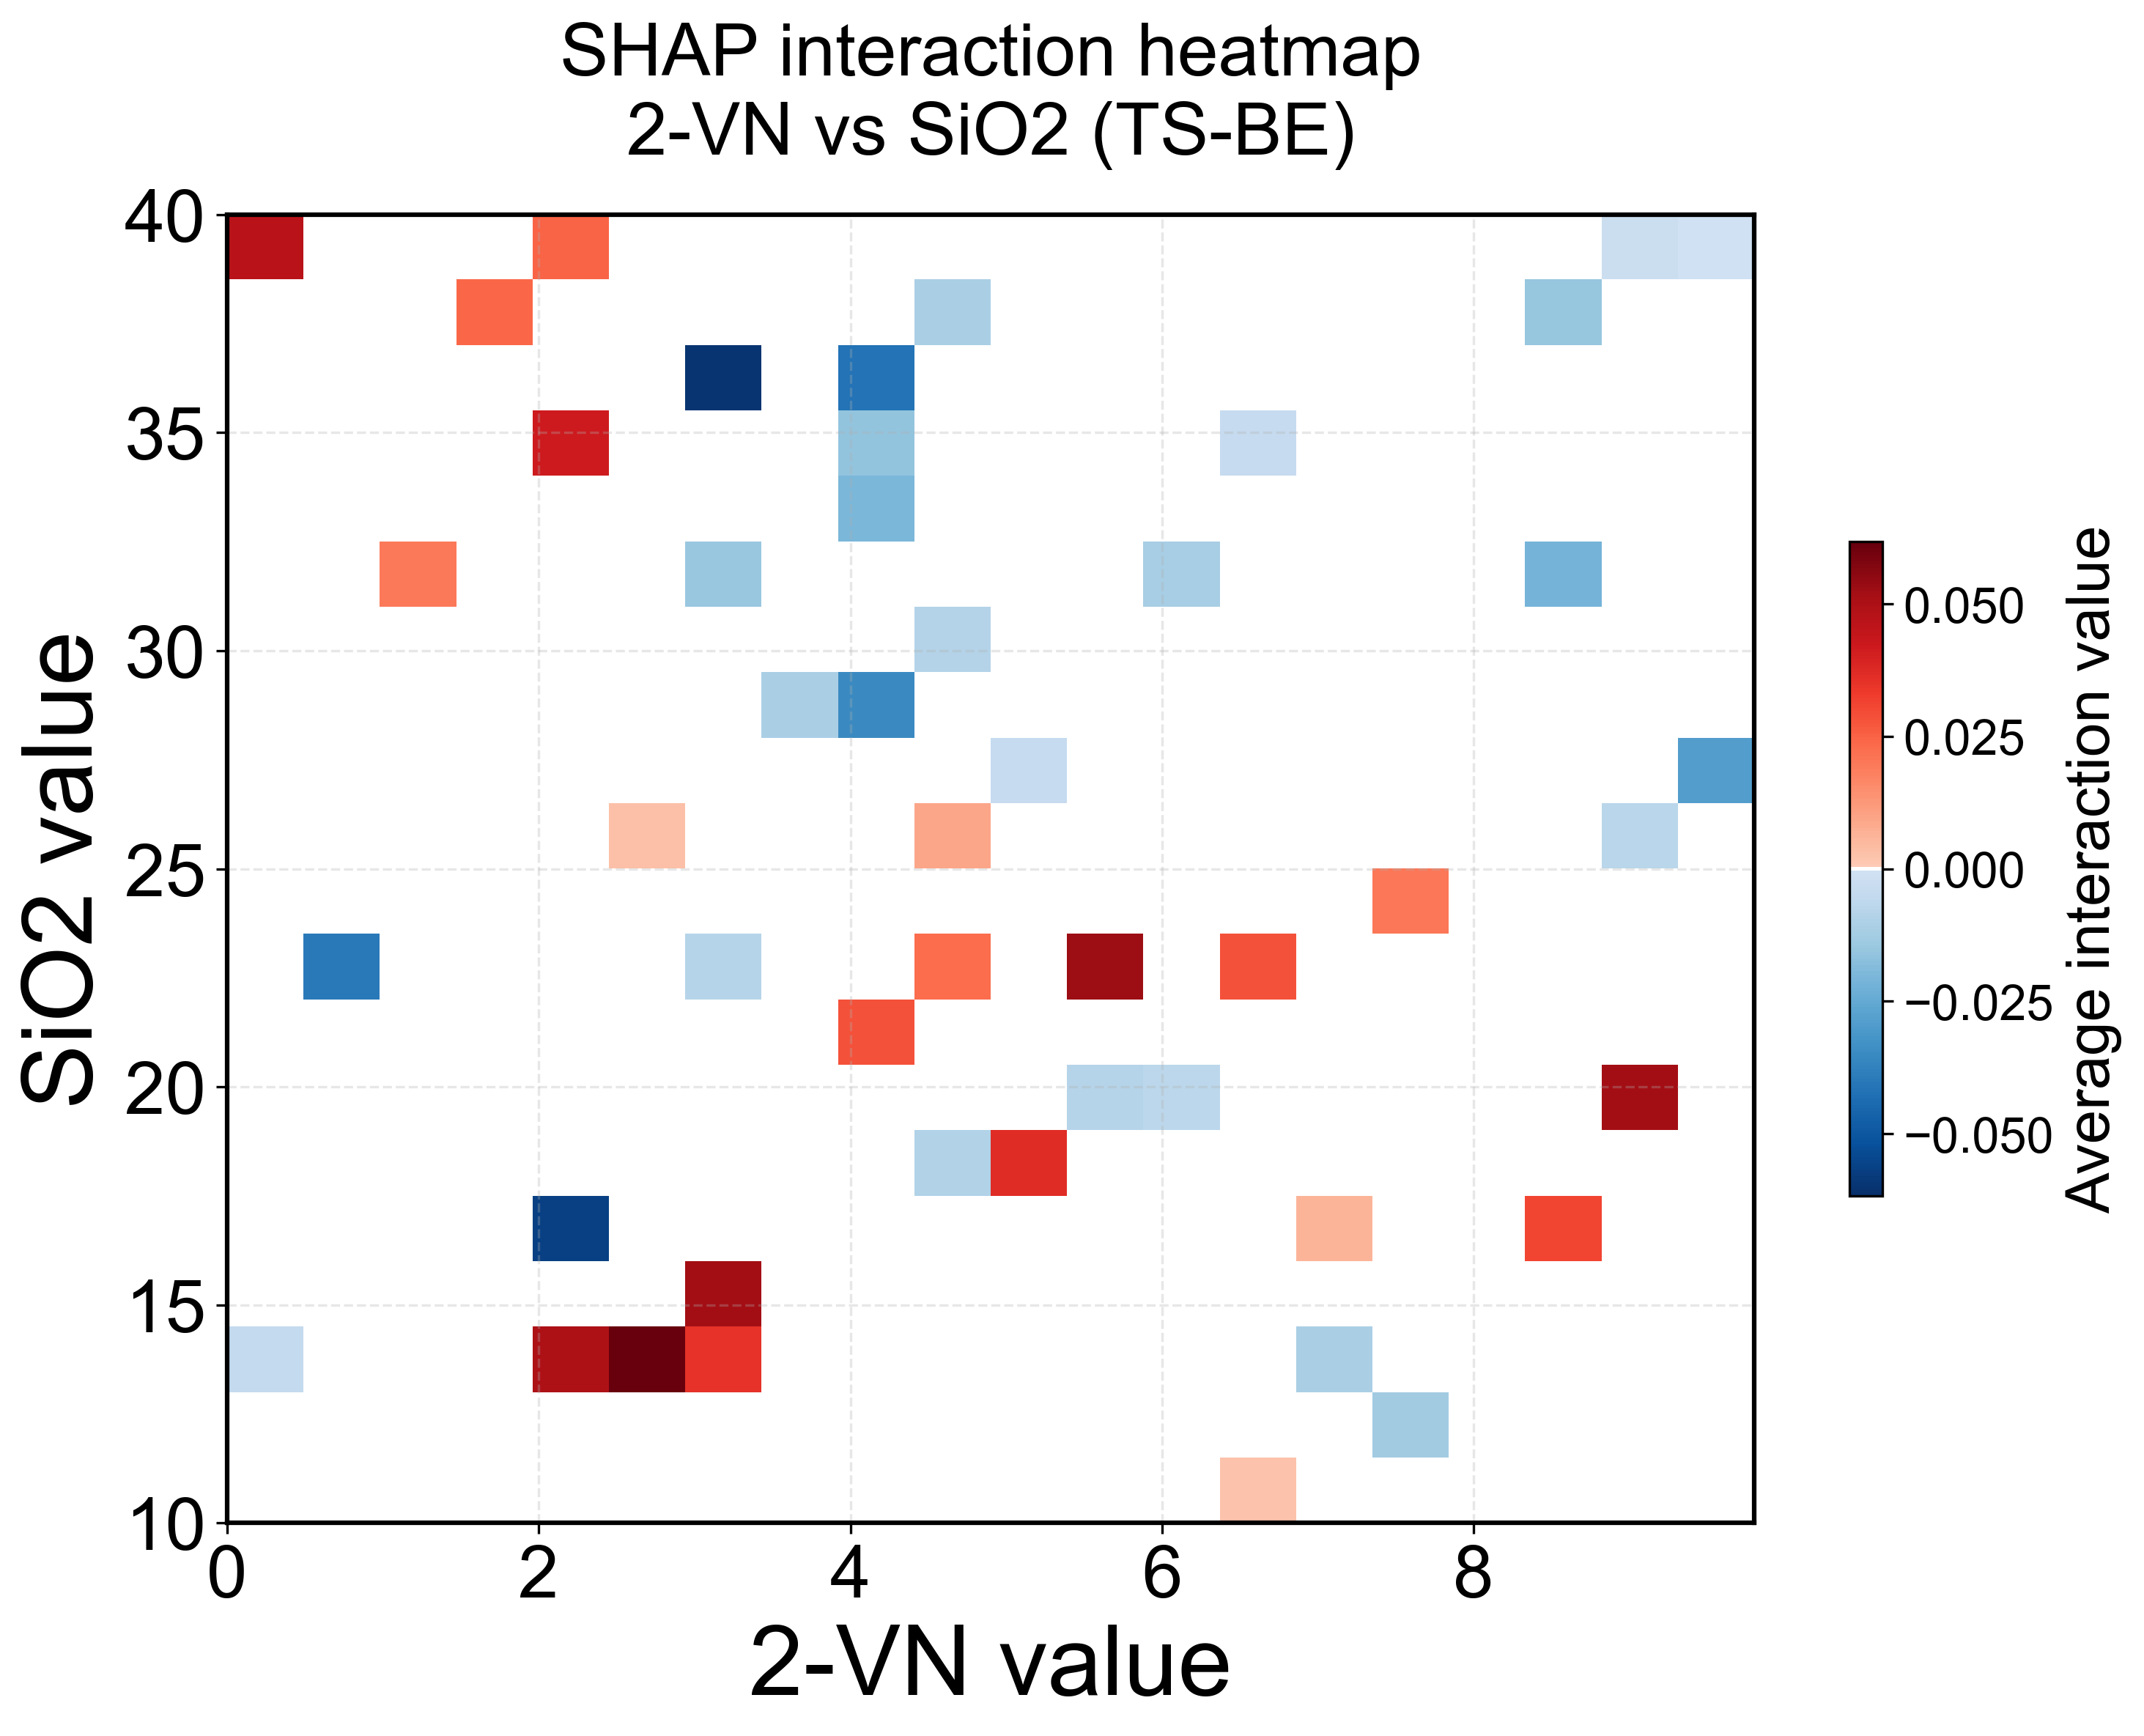 SHAP interaction heatmap
2-VN vs SiO2 (TS-BE)
SiO2 value
40
35
30
25
20
15
10
0 2 4 6 8
2-VN value
0.050
0.025
0.000
−0.025
−0.050
Average interaction value